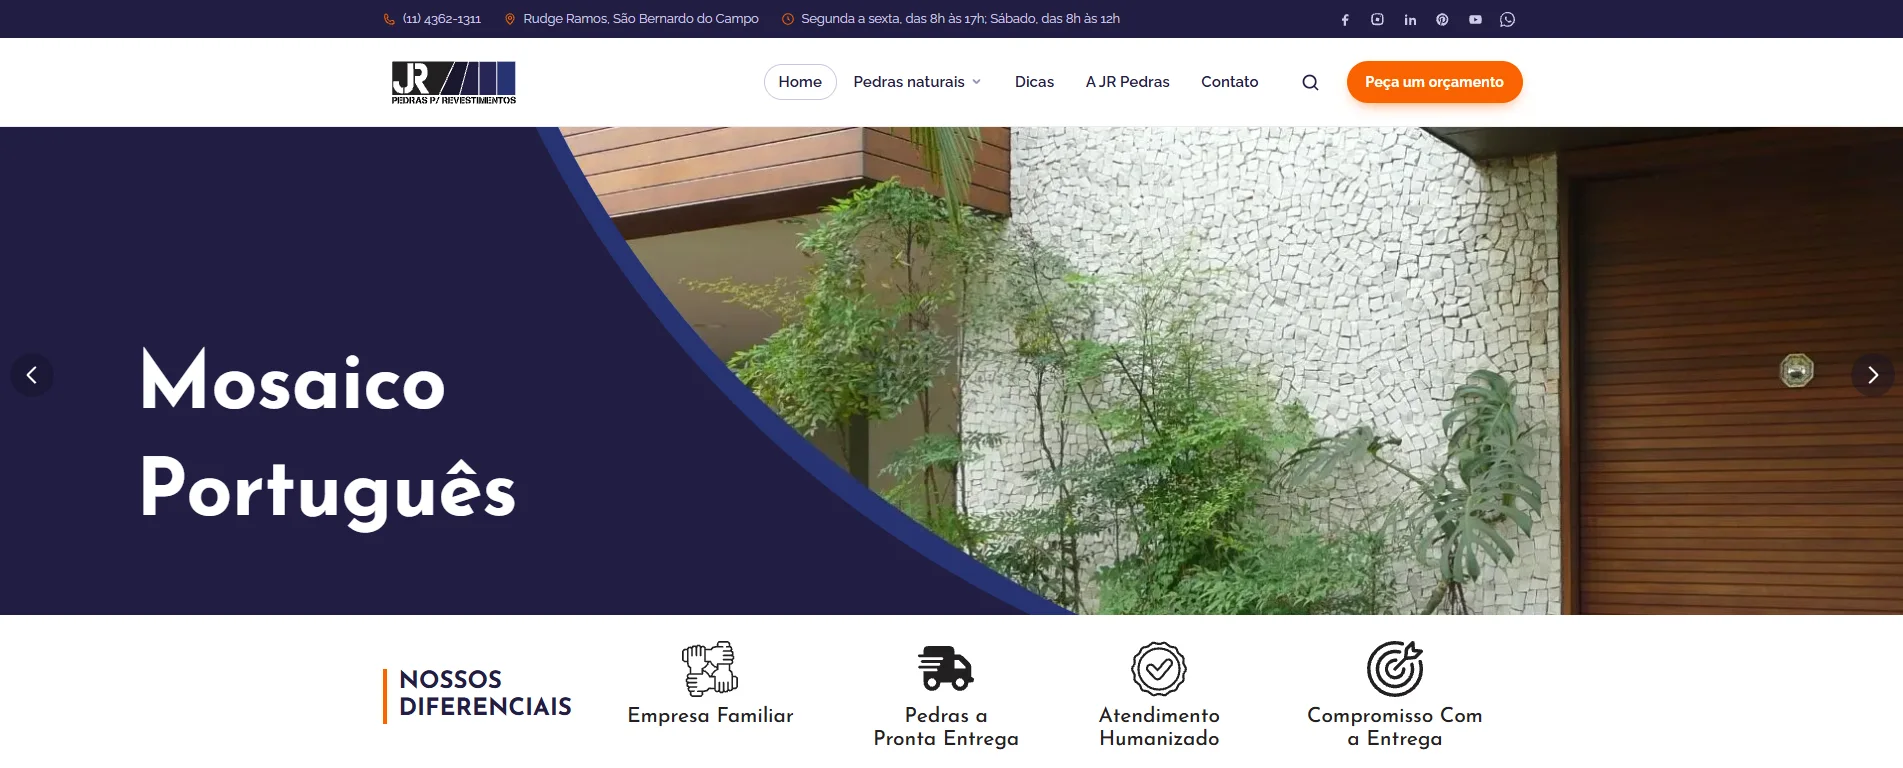 (11) 4362-1311
Rudge Ramos, São Bernardo do Campo
Segunda a sexta, das 8h às 17h; Sábado, das 8h às 12h
JR
PEDRAS P/ REVESTIMENTOS
Home
Pedras naturais
Dicas
A JR Pedras
Contato
Peça um orçamento
Mosaico
Português
NOSSOS
DIFERENCIAIS
Empresa Familiar
Pedras a
Pronta Entrega
Atendimento
Humanizado
Compromisso Com
a Entrega